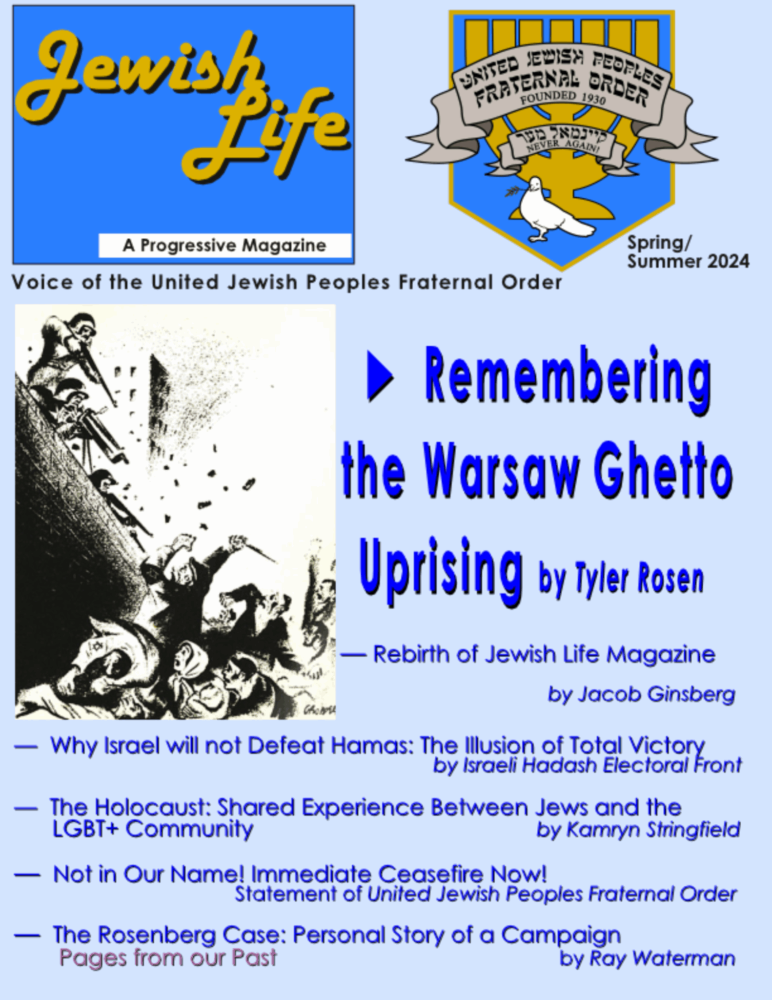 Jewish
Life
A Progressive Magazine
UNITED JEWISH PEOPLES
FRATERNAL ORDER
FOUNDED 1930
קיינמאל מער
NEVER AGAIN!
Spring/
Summer 2024
Voice of the United Jewish Peoples Fraternal Order
Remembering
the Warsaw Ghetto
Uprising by Tyler Rosen
— Rebirth of Jewish Life Magazine
by Jacob Ginsberg
— Why Israel will not Defeat Hamas: The Illusion of Total Victory
by Israeli Hadash Electoral Front
— The Holocaust: Shared Experience Between Jews and the
LGBT+ Community by Kamryn Stringfield
— Not in Our Name! Immediate Ceasefire Now!
Statement of United Jewish Peoples Fraternal Order
— The Rosenberg Case: Personal Story of a Campaign
Pages from our Past by Ray Waterman